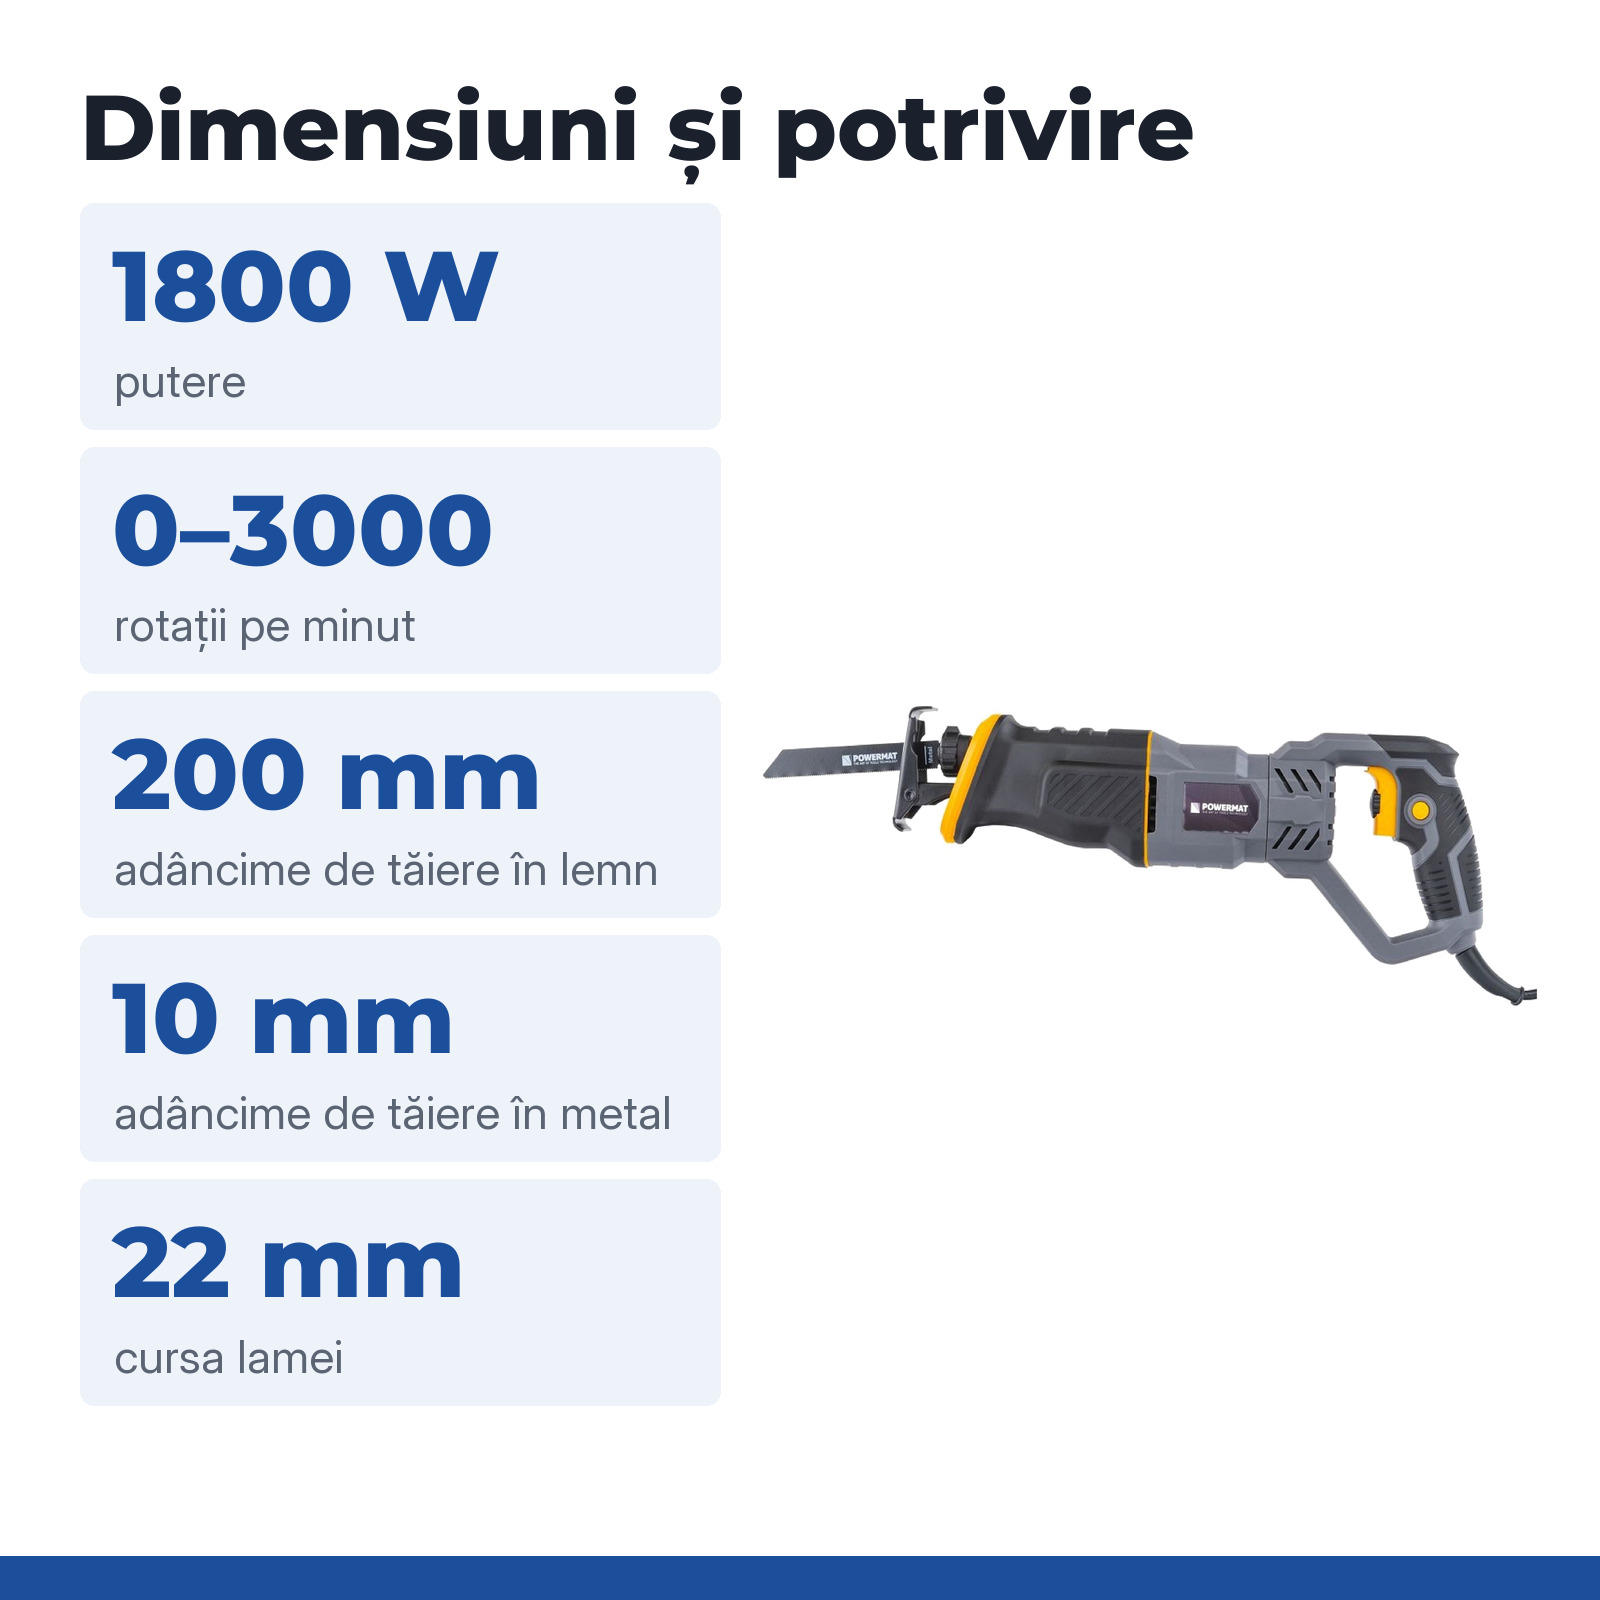 Dimensiuni și potrivire
1800 W
putere
0–3000
rotații pe minut
200 mm
adâncime de tăiere în lemn
10 mm
adâncime de tăiere în metal
22 mm
cursa lamei
POWERMAT
Metal
POWERMAT